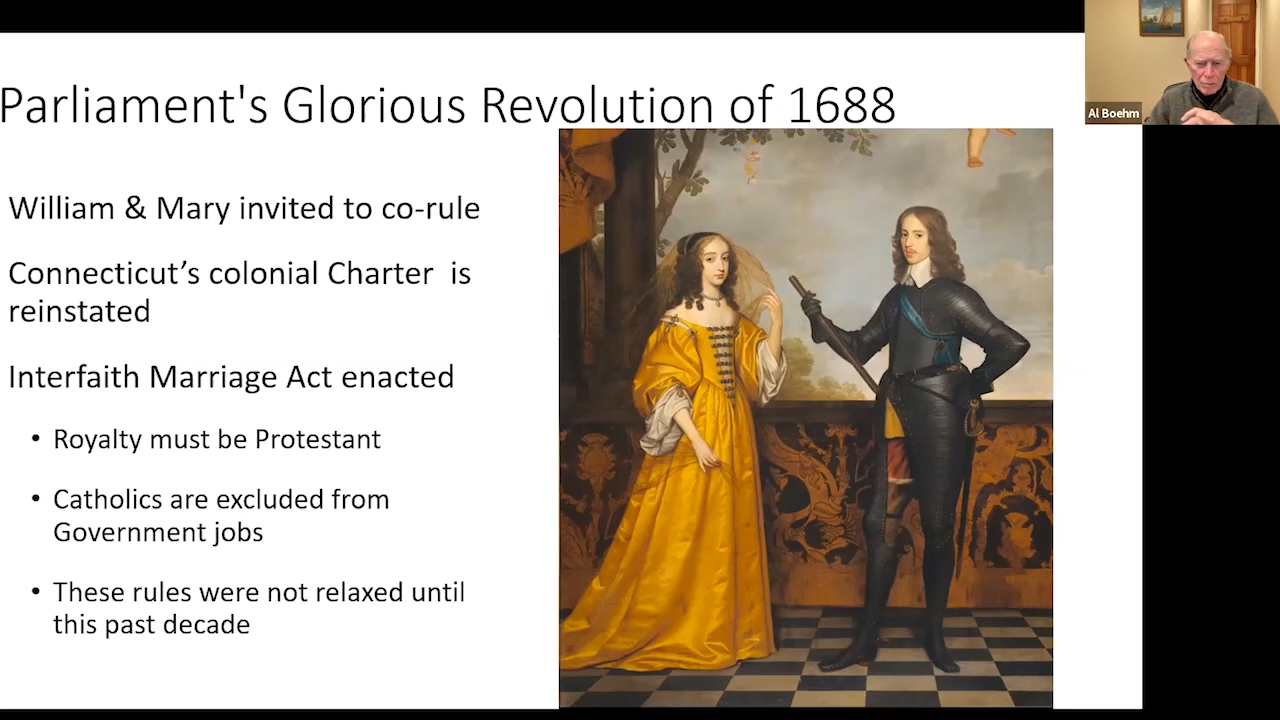 Parliament's Glorious Revolution of 1688
Al Boehm
William & Mary invited to co-rule
Connecticut’s colonial Charter  is
reinstated
Interfaith Marriage Act enacted
• Royalty must be Protestant
• Catholics are excluded from
Government jobs
• These rules were not relaxed until
this past decade